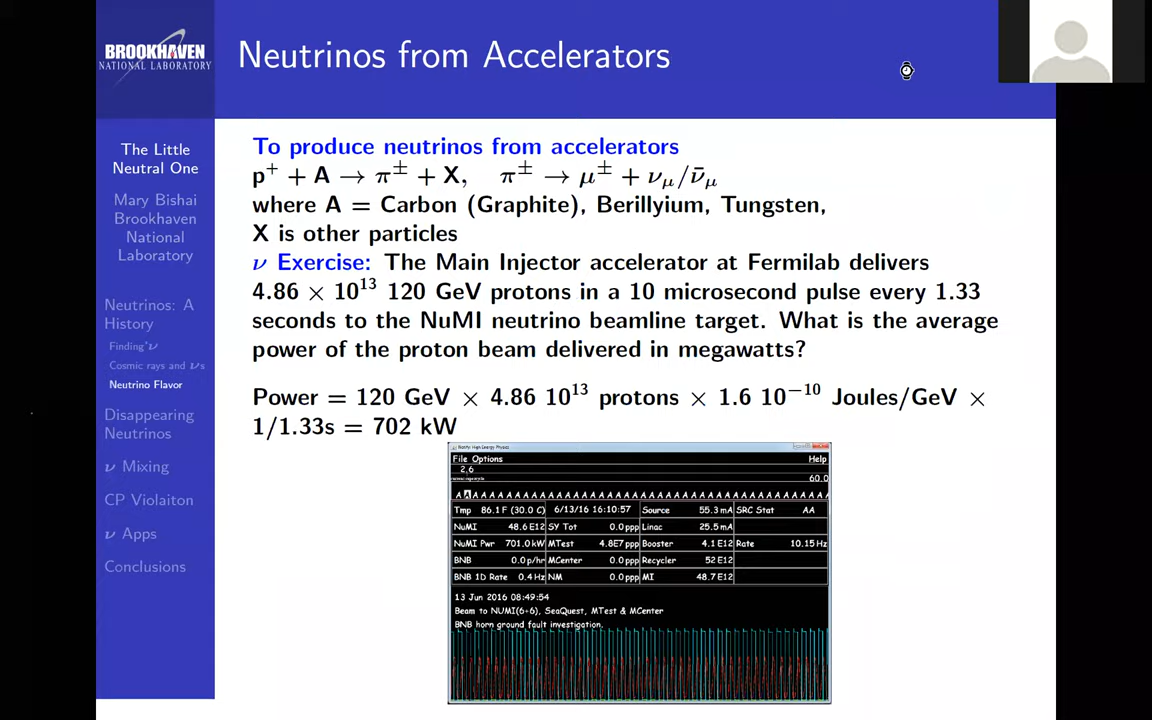 BROOKHAVEN
NATIONAL LABORATORY
Neutrinos from Accelerators
The Little
Neutral One
Mary Bishai
Brookhaven
National
Laboratory
Neutrinos: A
History
Finding ν
Cosmic rays and νs
Neutrino Flavor
Disappearing
Neutrinos
ν Mixing
CP Violaiton
ν Apps
Conclusions
To produce neutrinos from accelerators
p⁺ + A → π± + X, π± → μ± + ν_μ/ν̄_μ
where A = Carbon (Graphite), Berillyium, Tungsten,
X is other particles
ν Exercise: The Main Injector accelerator at Fermilab delivers
4.86 × 10¹³ 120 GeV protons in a 10 microsecond pulse every 1.33
seconds to the NuMI neutrino beamline target. What is the average
power of the proton beam delivered in megawatts?
Power = 120 GeV × 4.86 10¹³ protons × 1.6 10⁻¹⁰ Joules/GeV ×
1/1.33s = 702 kW
High Energy Physics
File Options Help
2,6
60.0
A A A A A A A A A A A A A A A A A A A A A A A A A A A A A A A A A A A A A A A A A A A A
Tmp 86.1 F (30.0 C) 6/13/16 16:10:57 Source 55.3 mA SRC Stat AA
NuMI 48.6 E12 SY Tot 0.0 ppp Linac 25.5 mA
NuMI Pwr 701.0 kW MTest 4.8E7 ppp Booster 4.1 E12 Rate 10.15 Hz
BNB 0.0 p/hr MCenter 0.0 ppp Recycler 52 E12
BNB 1D Rate 0.4 Hz NM 0.0 ppp MI 48.7 E12
13 Jun 2016 08:49:54
Beam to NUMI(6+6), SeaQuest, MTest & MCenter
BNB horn ground fault investigation.